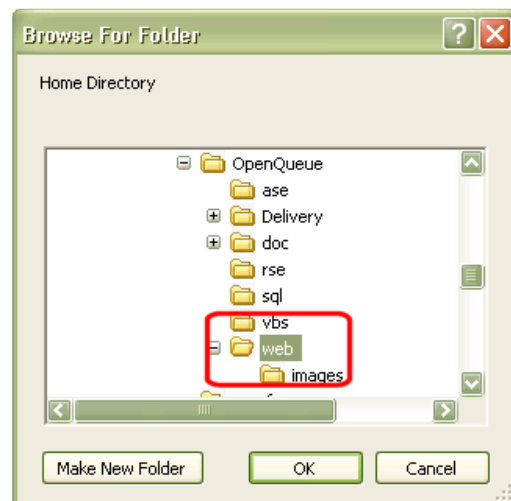 Browse For Folder
Home Directory
OpenQueue
ase
Delivery
doc
rse
sql
vbs
web
images
Make New Folder
OK
Cancel